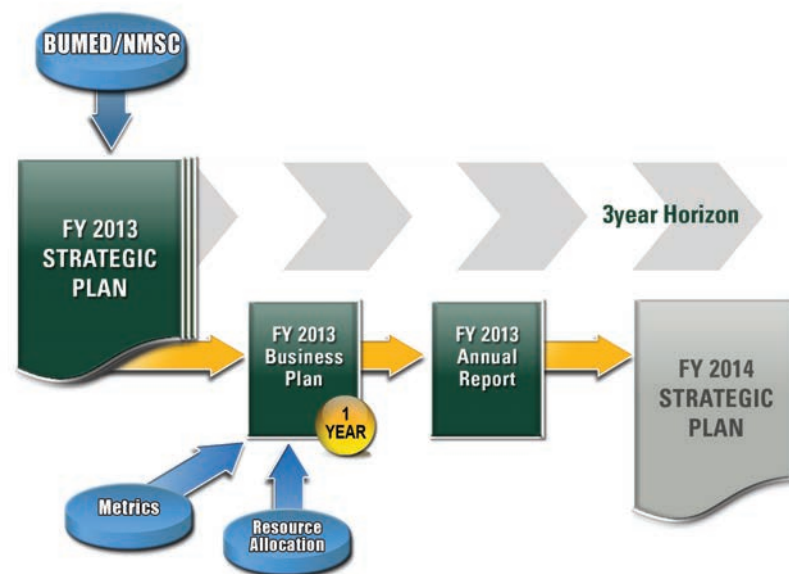 BUMED/NMSC
FY 2013
STRATEGIC
PLAN
3year Horizon
FY 2013
Business
Plan
1
YEAR
FY 2013
Annual
Report
FY 2014
STRATEGIC
PLAN
Metrics
Resource
Allocation